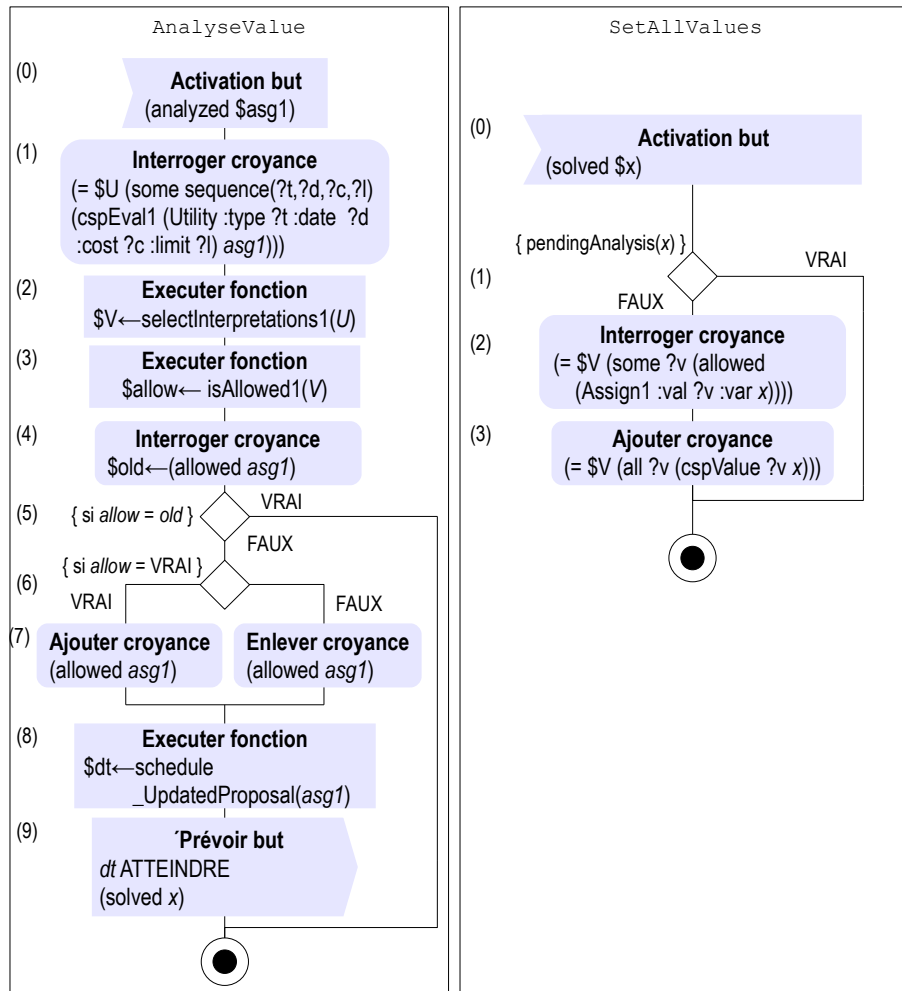 AnalyseValue
(0)
Activation but
(analyzed $asg1)
(1)
Interroger croyance
(= $U (some sequence(?t,?d,?c,?l)
(cspEval1 (Utility :type ?t :date ?d
:cost ?c :limit ?l) asg1)))
(2)
Executer fonction
$V←selectInterpretations1(U)
(3)
Executer fonction
$allow← isAllowed1(V)
(4)
Interroger croyance
$old←(allowed asg1)
(5)
{ si allow = old }
VRAI
FAUX
(6)
{ si allow = VRAI }
VRAI
FAUX
(7)
Ajouter croyance
(allowed asg1)
Enlever croyance
(allowed asg1)
(8)
Executer fonction
$dt←schedule
_UpdatedProposal(asg1)
(9)
´Prévoir but
dt ATTEINDRE
(solved x)
SetAllValues
(0)
Activation but
(solved $x)
{ pendingAnalysis(x) }
VRAI
(1)
FAUX
(2)
Interroger croyance
(= $V (some ?v (allowed
(Assign1 :val ?v :var x))))
(3)
Ajouter croyance
(= $V (all ?v (cspValue ?v x)))